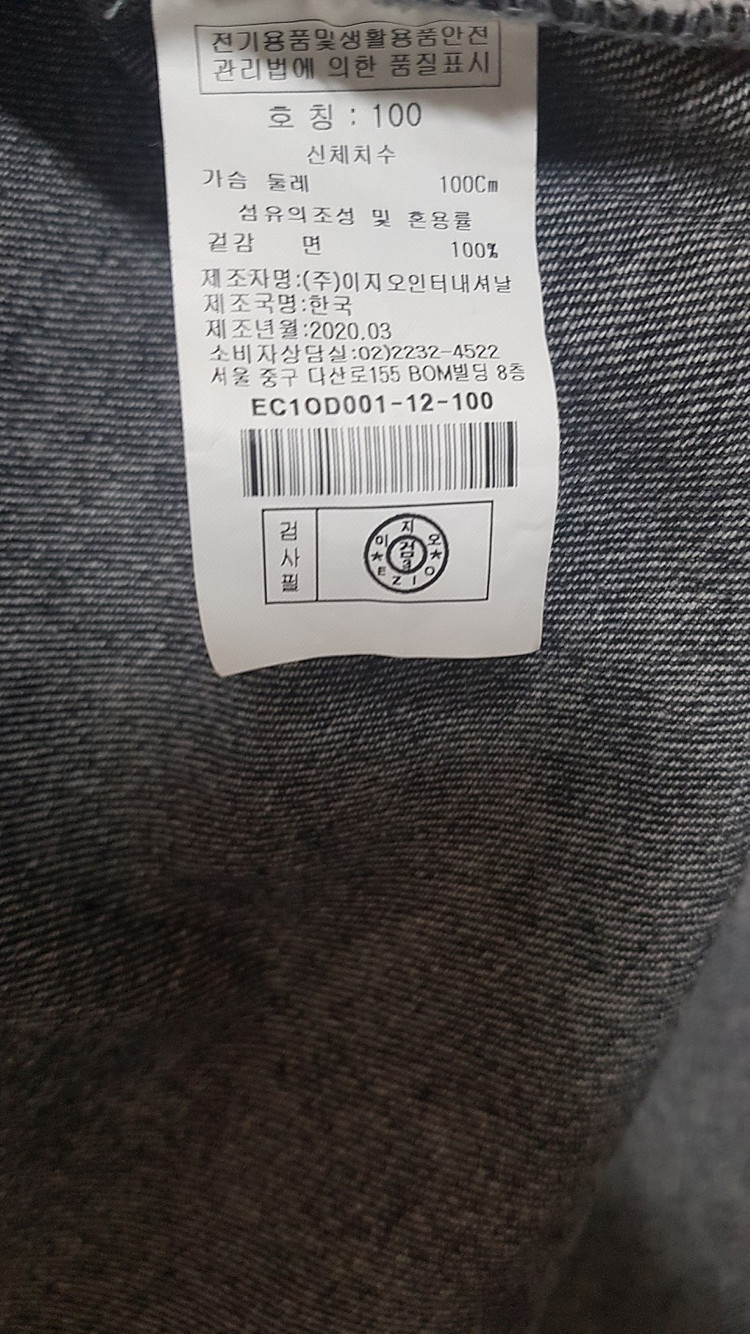 전기용품및생활용품안전
관리법에 의한 품질표시
호 칭 : 100
신체치수
가슴 둘레 100Cm
섬유의조성 및 혼용률
겉감 면 100%
제조자명:(주)이지오인터내셔날
제조국명:한국
제조년월:2020.03
소비자상담실:02)2232-4522
서울 중구 다산로155 BOM빌딩 8층
EC1OD001-12-100
검사필
이지오
검
EZIO